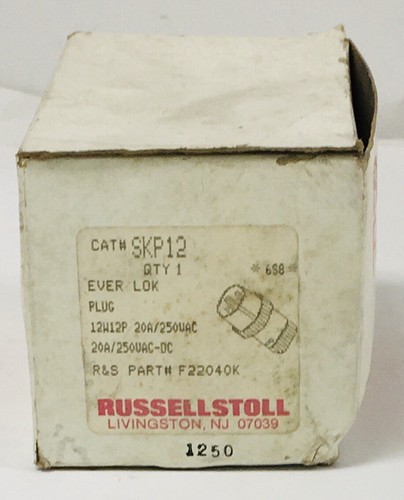 CAT# SKP12
QTY 1
* 6S8 *
EVER LOK
PLUG
12W12P 20A/250VAC
20A/250VAC-DC
R&S PART# F22040K
RUSSELLSTOLL
LIVINGSTON, NJ 07039
1250